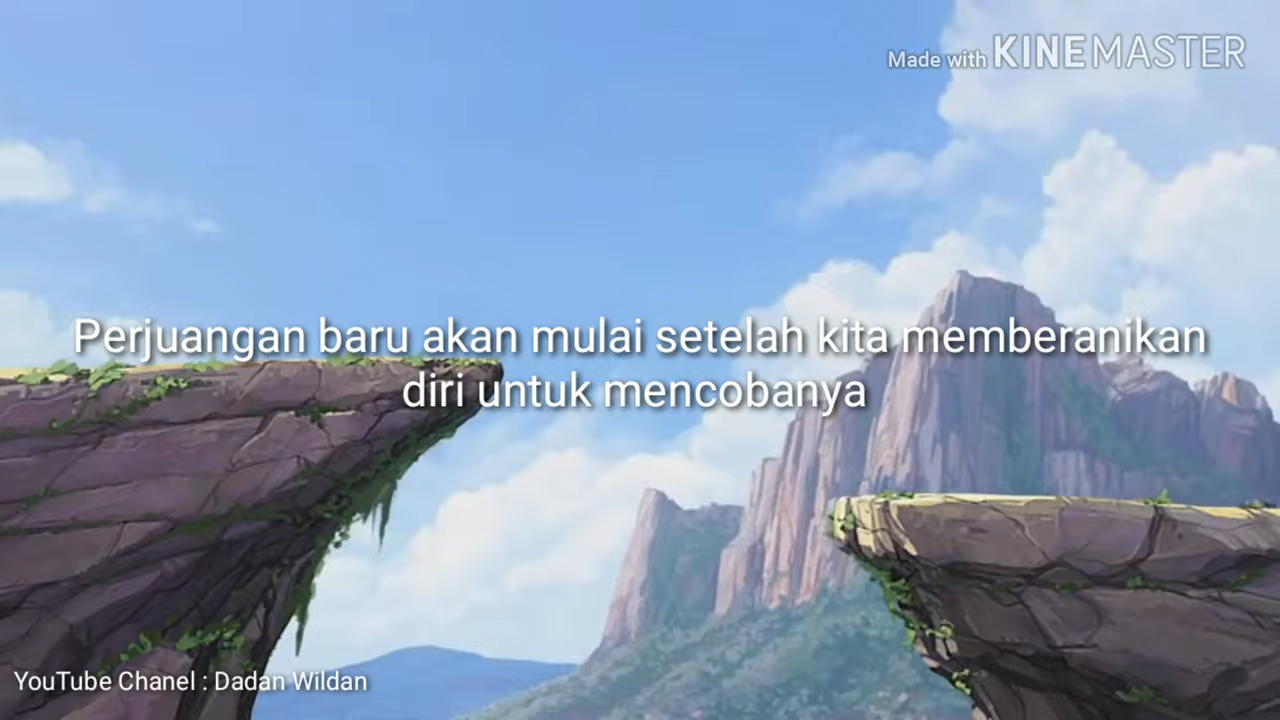 Made with KINEMASTER
Perjuangan baru akan mulai setelah kita memberanikan
diri untuk mencobanya
YouTube Chanel : Dadan Wildan